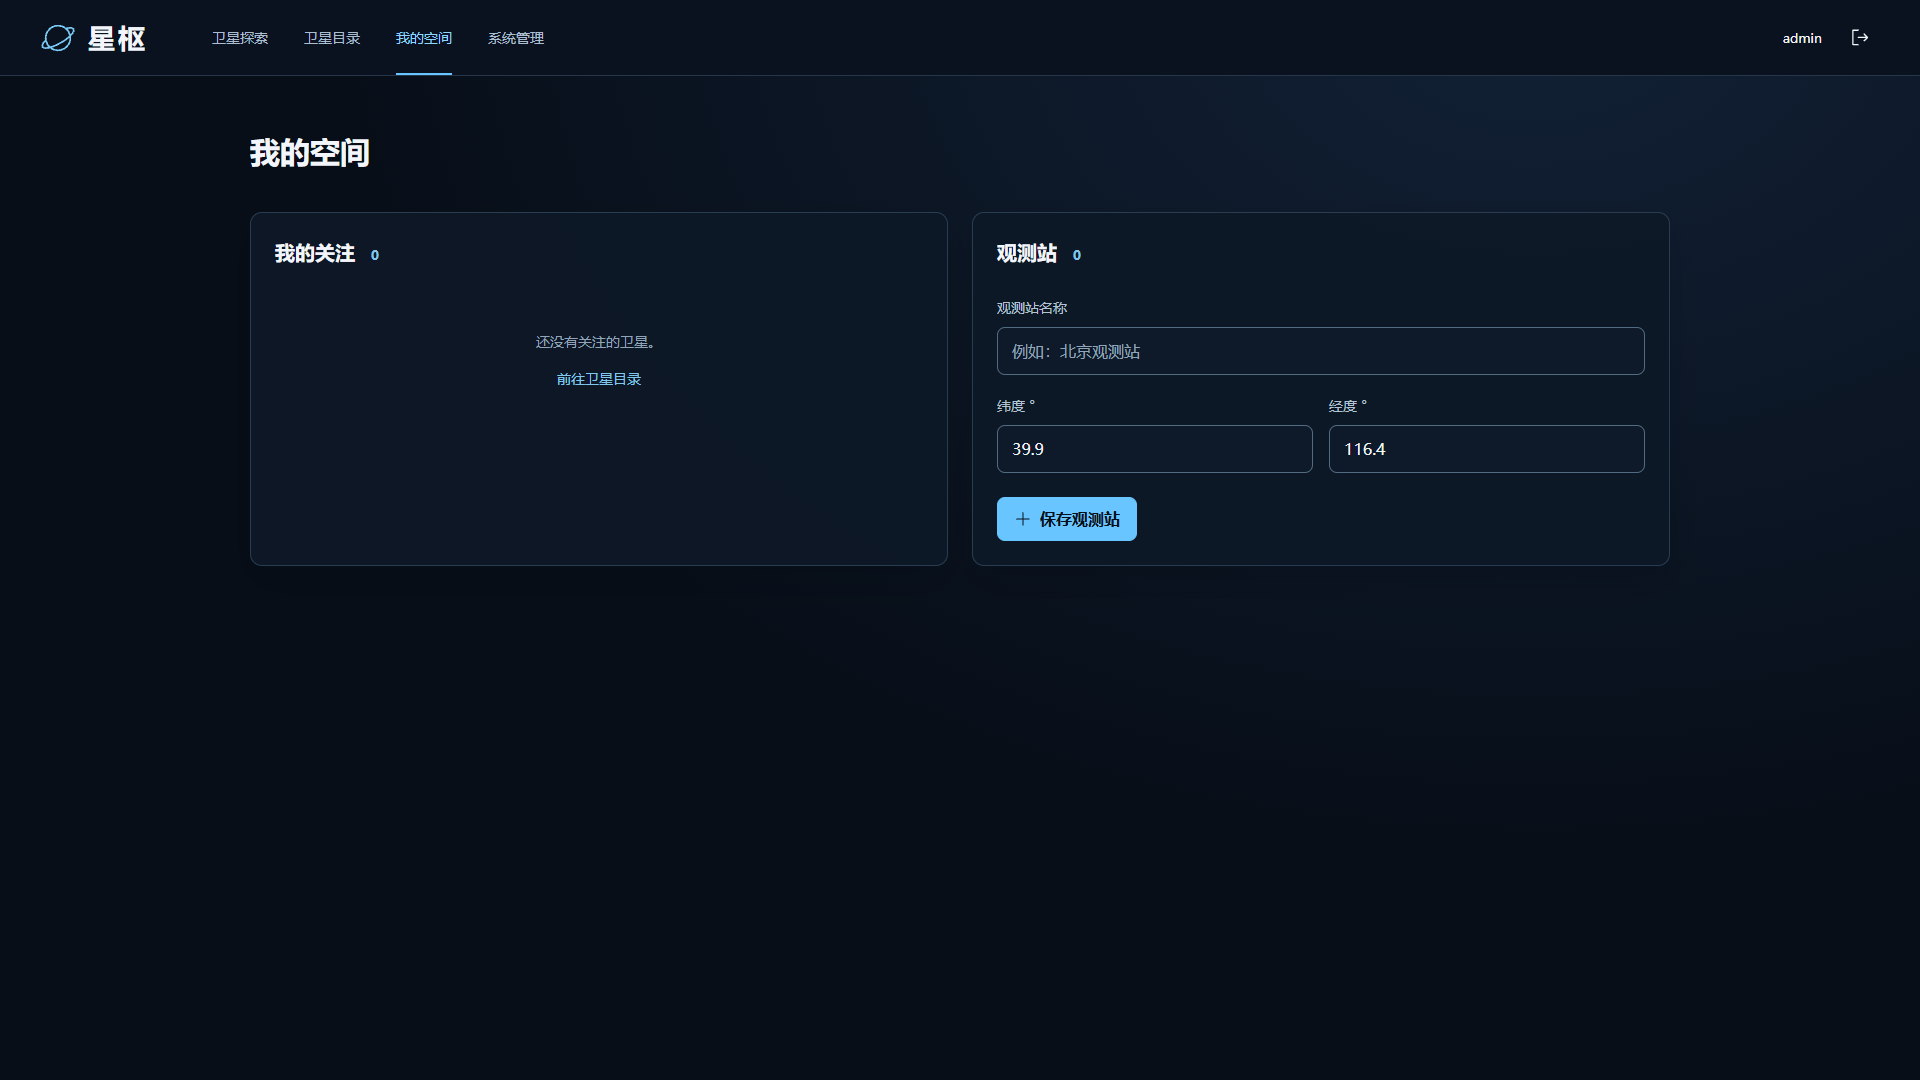 星枢
卫星探索 卫星目录 我的空间 系统管理
admin
我的空间
我的关注 0
还没有关注的卫星。
前往卫星目录
观测站 0
观测站名称
例如：北京观测站
纬度 °
经度 °
39.9
116.4
保存观测站